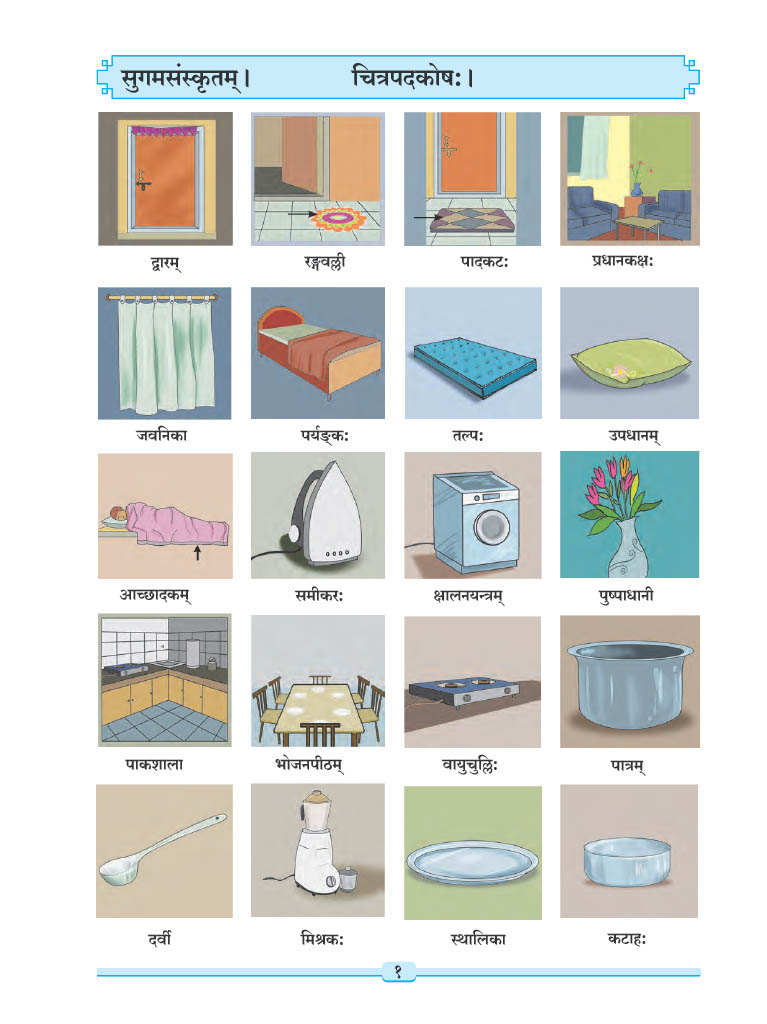 सुगमसंस्कृतम् । चित्रपदकोषः ।
द्वारम् रङ्गवल्ली पादकटः प्रधानकक्षः
जवनिका पर्यङ्कः तल्पः उपधानम्
आच्छादकम् समीकरः क्षालनयन्त्रम् पुष्पाधानी
पाकशाला भोजनपीठम् वायुचुल्लिः पात्रम्
दर्वी मिश्रकः स्थालिका कटाहः
१